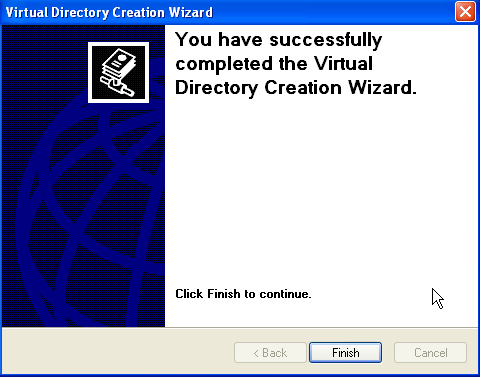 Virtual Directory Creation Wizard
You have successfully
completed the Virtual
Directory Creation Wizard.
Click Finish to continue.
< Back Finish Cancel